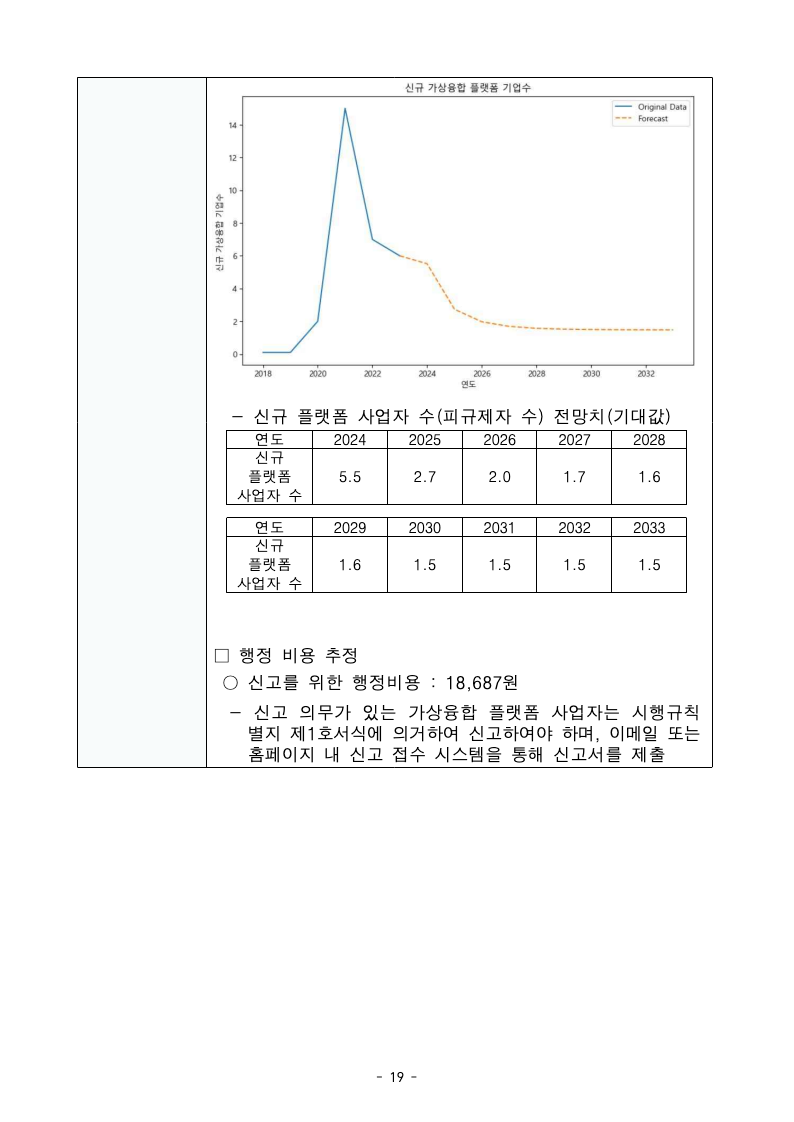 신규 가상융합 플랫폼 기업수
Original Data
Forecast
신규 가상융합 기업수
14
12
10
8
6
4
2
0
2018 2020 2022 2024 2026 2028 2030 2032
연도
- 신규 플랫폼 사업자 수(피규제자 수) 전망치(기대값)
연도 2024 2025 2026 2027 2028
신규
플랫폼 5.5 2.7 2.0 1.7 1.6
사업자 수
연도 2029 2030 2031 2032 2033
신규
플랫폼 1.6 1.5 1.5 1.5 1.5
사업자 수
□ 행정 비용 추정
○ 신고를 위한 행정비용 : 18,687원
- 신고 의무가 있는 가상융합 플랫폼 사업자는 시행규칙
별지 제1호서식에 의거하여 신고하여야 하며, 이메일 또는
홈페이지 내 신고 접수 시스템을 통해 신고서를 제출
- 19 -